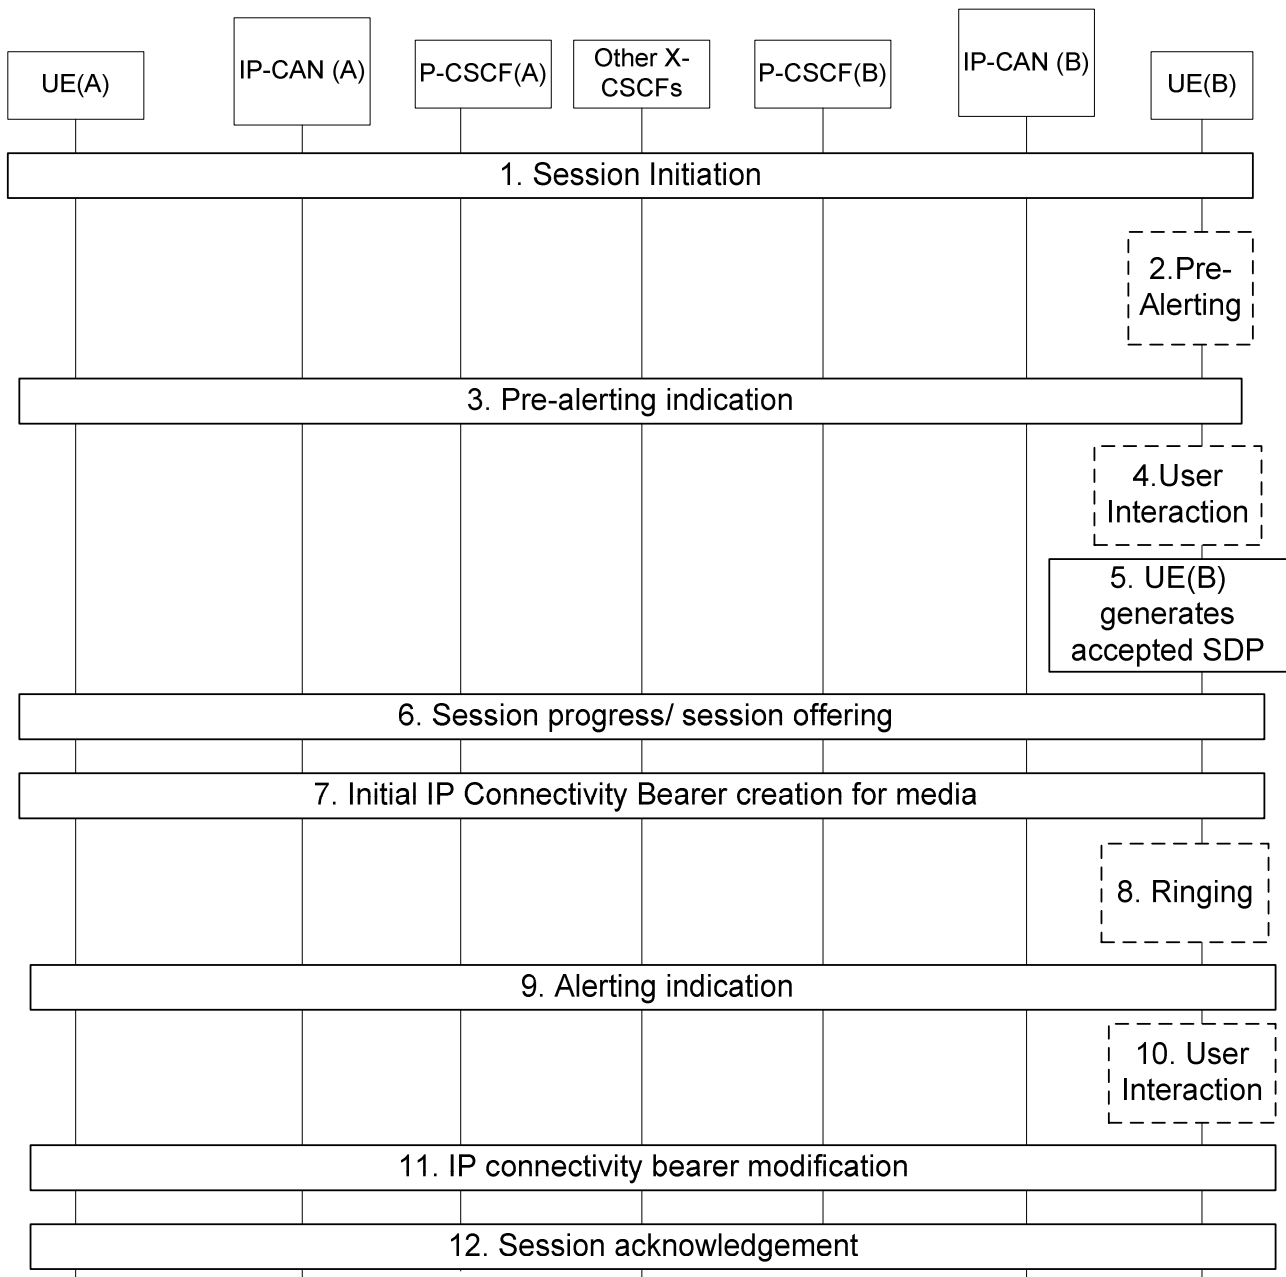 UE(A)
IP-CAN (A)
P-CSCF(A)
Other X-
CSCFs
P-CSCF(B)
IP-CAN (B)
UE(B)
1. Session Initiation
2.Pre-
Alerting
3. Pre-alerting indication
4.User
Interaction
5. UE(B)
generates
accepted SDP
6. Session progress/ session offering
7. Initial IP Connectivity Bearer creation for media
8. Ringing
9. Alerting indication
10. User
Interaction
11. IP connectivity bearer modification
12. Session acknowledgement